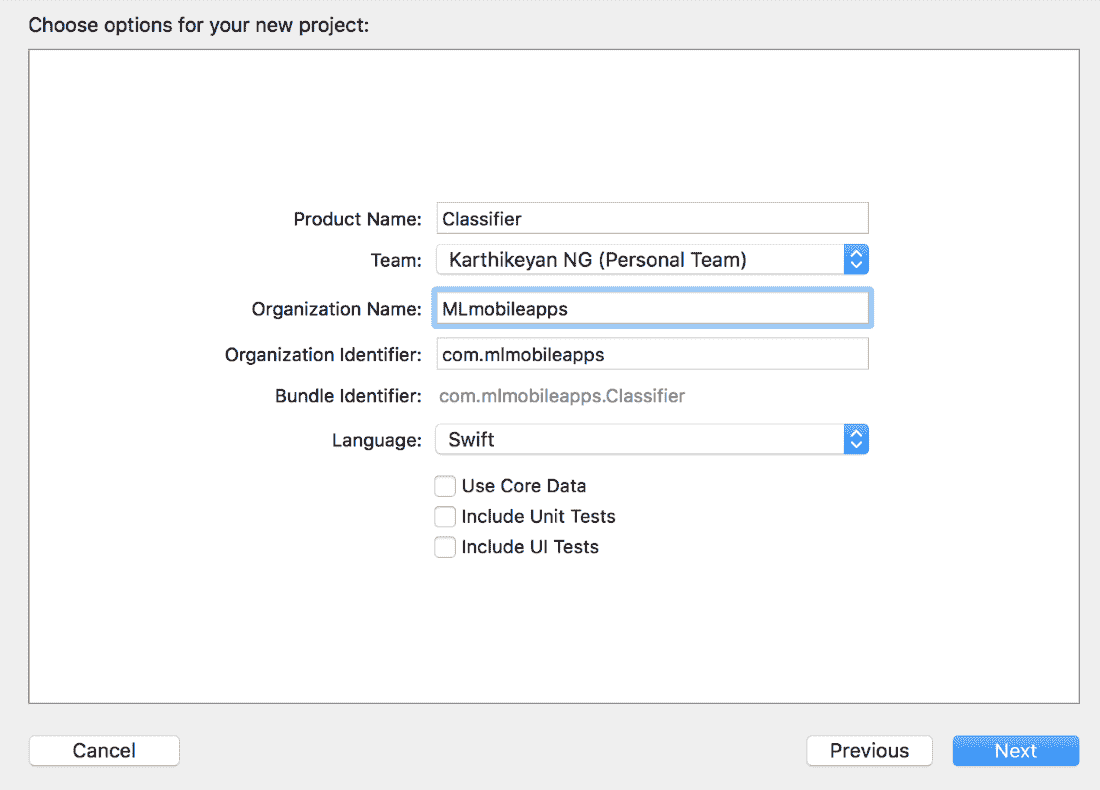 Choose options for your new project:
Product Name: Classifier
Team: Karthikeyan NG (Personal Team)
Organization Name: MLmobileapps
Organization Identifier: com.mlmobileapps
Bundle Identifier: com.mlmobileapps.Classifier
Language: Swift
Use Core Data
Include Unit Tests
Include UI Tests
Cancel Previous Next